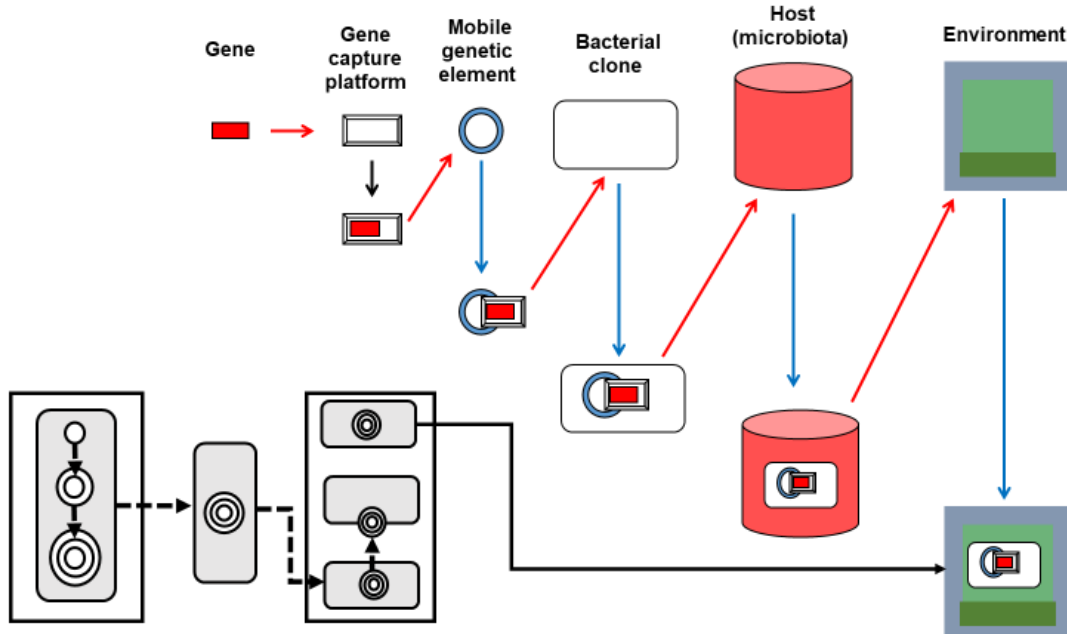 Gene
Gene
capture
platform
Mobile
genetic
element
Bacterial
clone
Host
(microbiota)
Environment